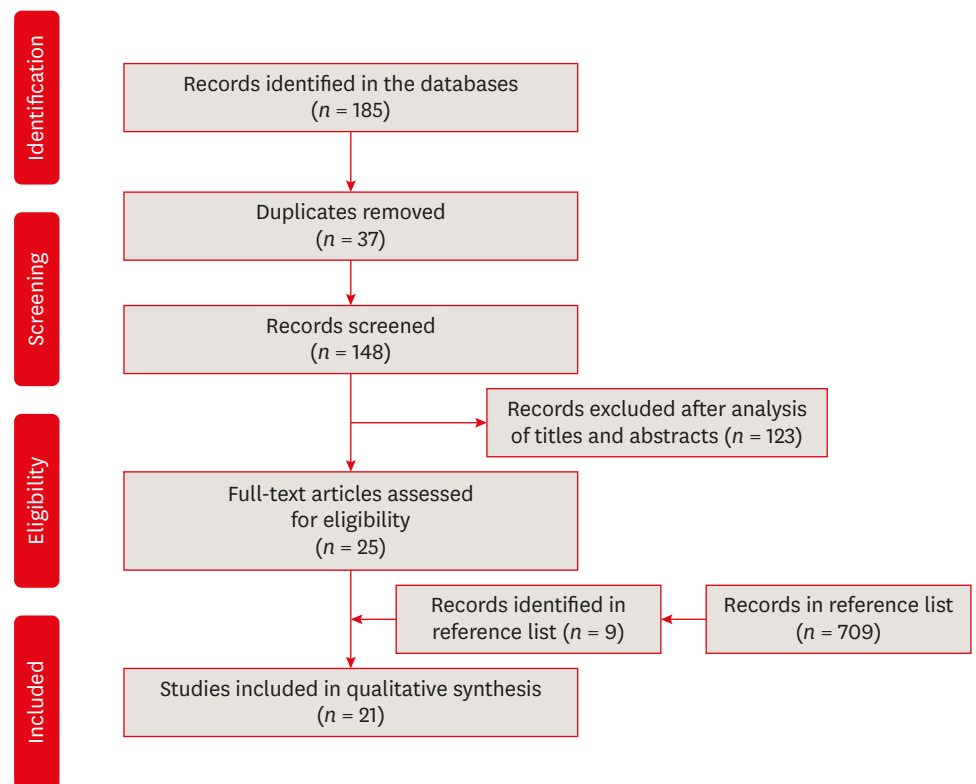 Identification
Records identified in the databases
(n = 185)
Duplicates removed
(n = 37)
Screening
Records screened
(n = 148)
Records excluded after analysis
of titles and abstracts (n = 123)
Eligibility
Full-text articles assessed
for eligibility
(n = 25)
Records identified in
reference list (n = 9)
Records in reference list
(n = 709)
Included
Studies included in qualitative synthesis
(n = 21)